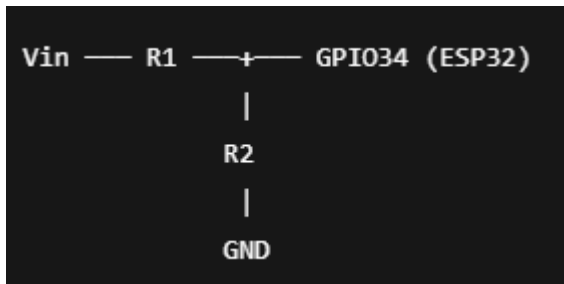 Vin ── R1 ──+── GPIO34 (ESP32)
|
R2
|
GND